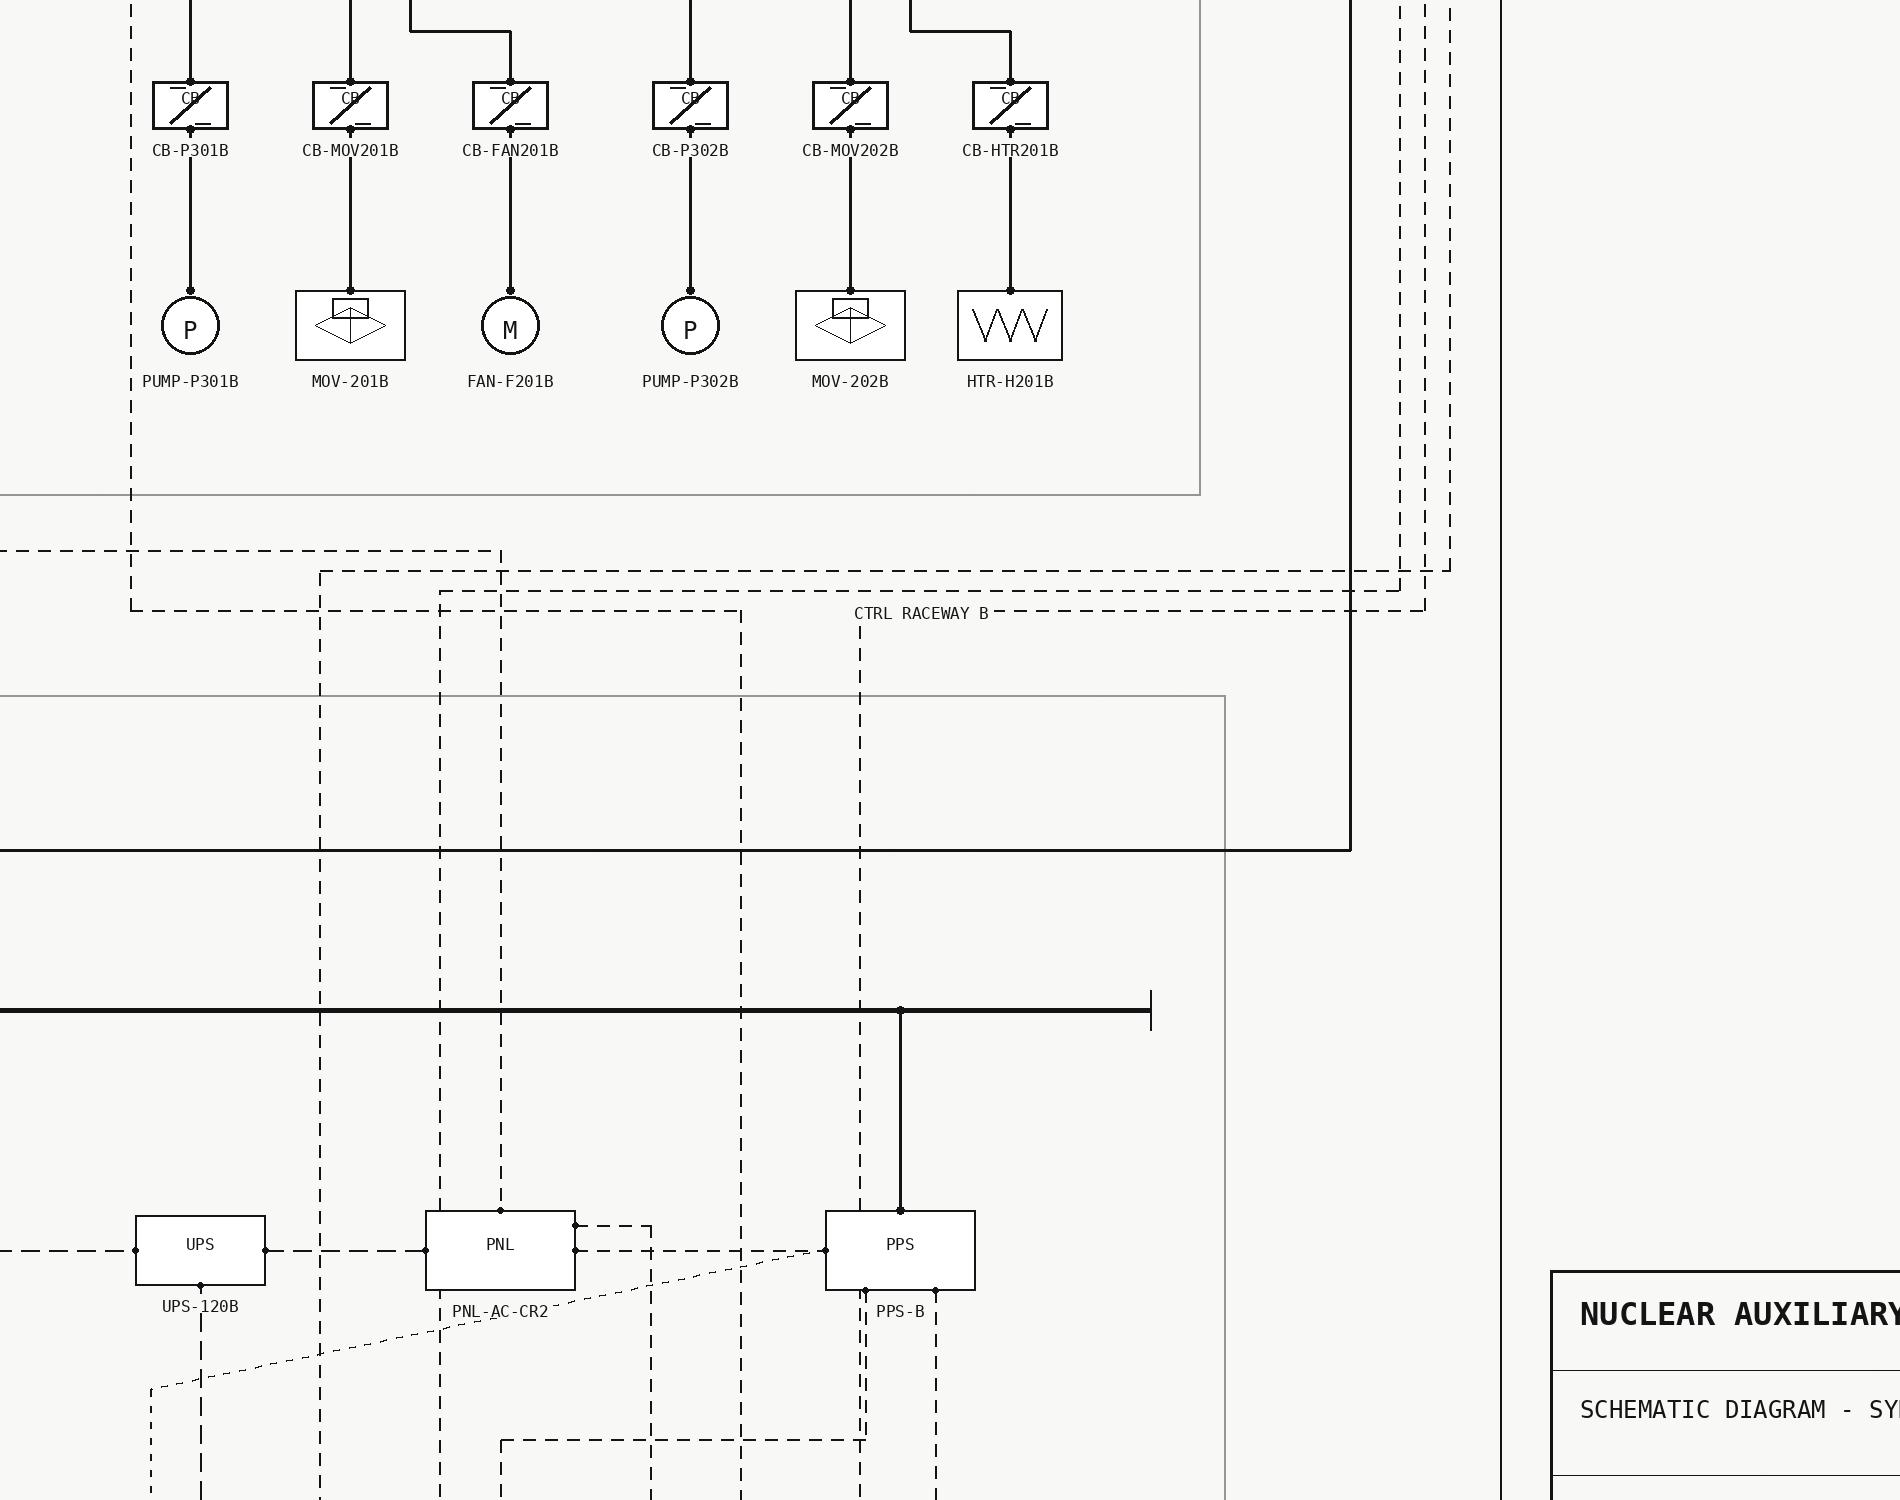 CB CB CB CB CB CB
CB-P301B CB-MOV201B CB-FAN201B CB-P302B CB-MOV202B CB-HTR201B
P M P
PUMP-P301B MOV-201B FAN-F201B PUMP-P302B MOV-202B HTR-H201B
CTRL RACEWAY B
UPS PNL PPS
UPS-120B PNL-AC-CR2 PPS-B
NUCLEAR AUXILIARY
SCHEMATIC DIAGRAM - SY